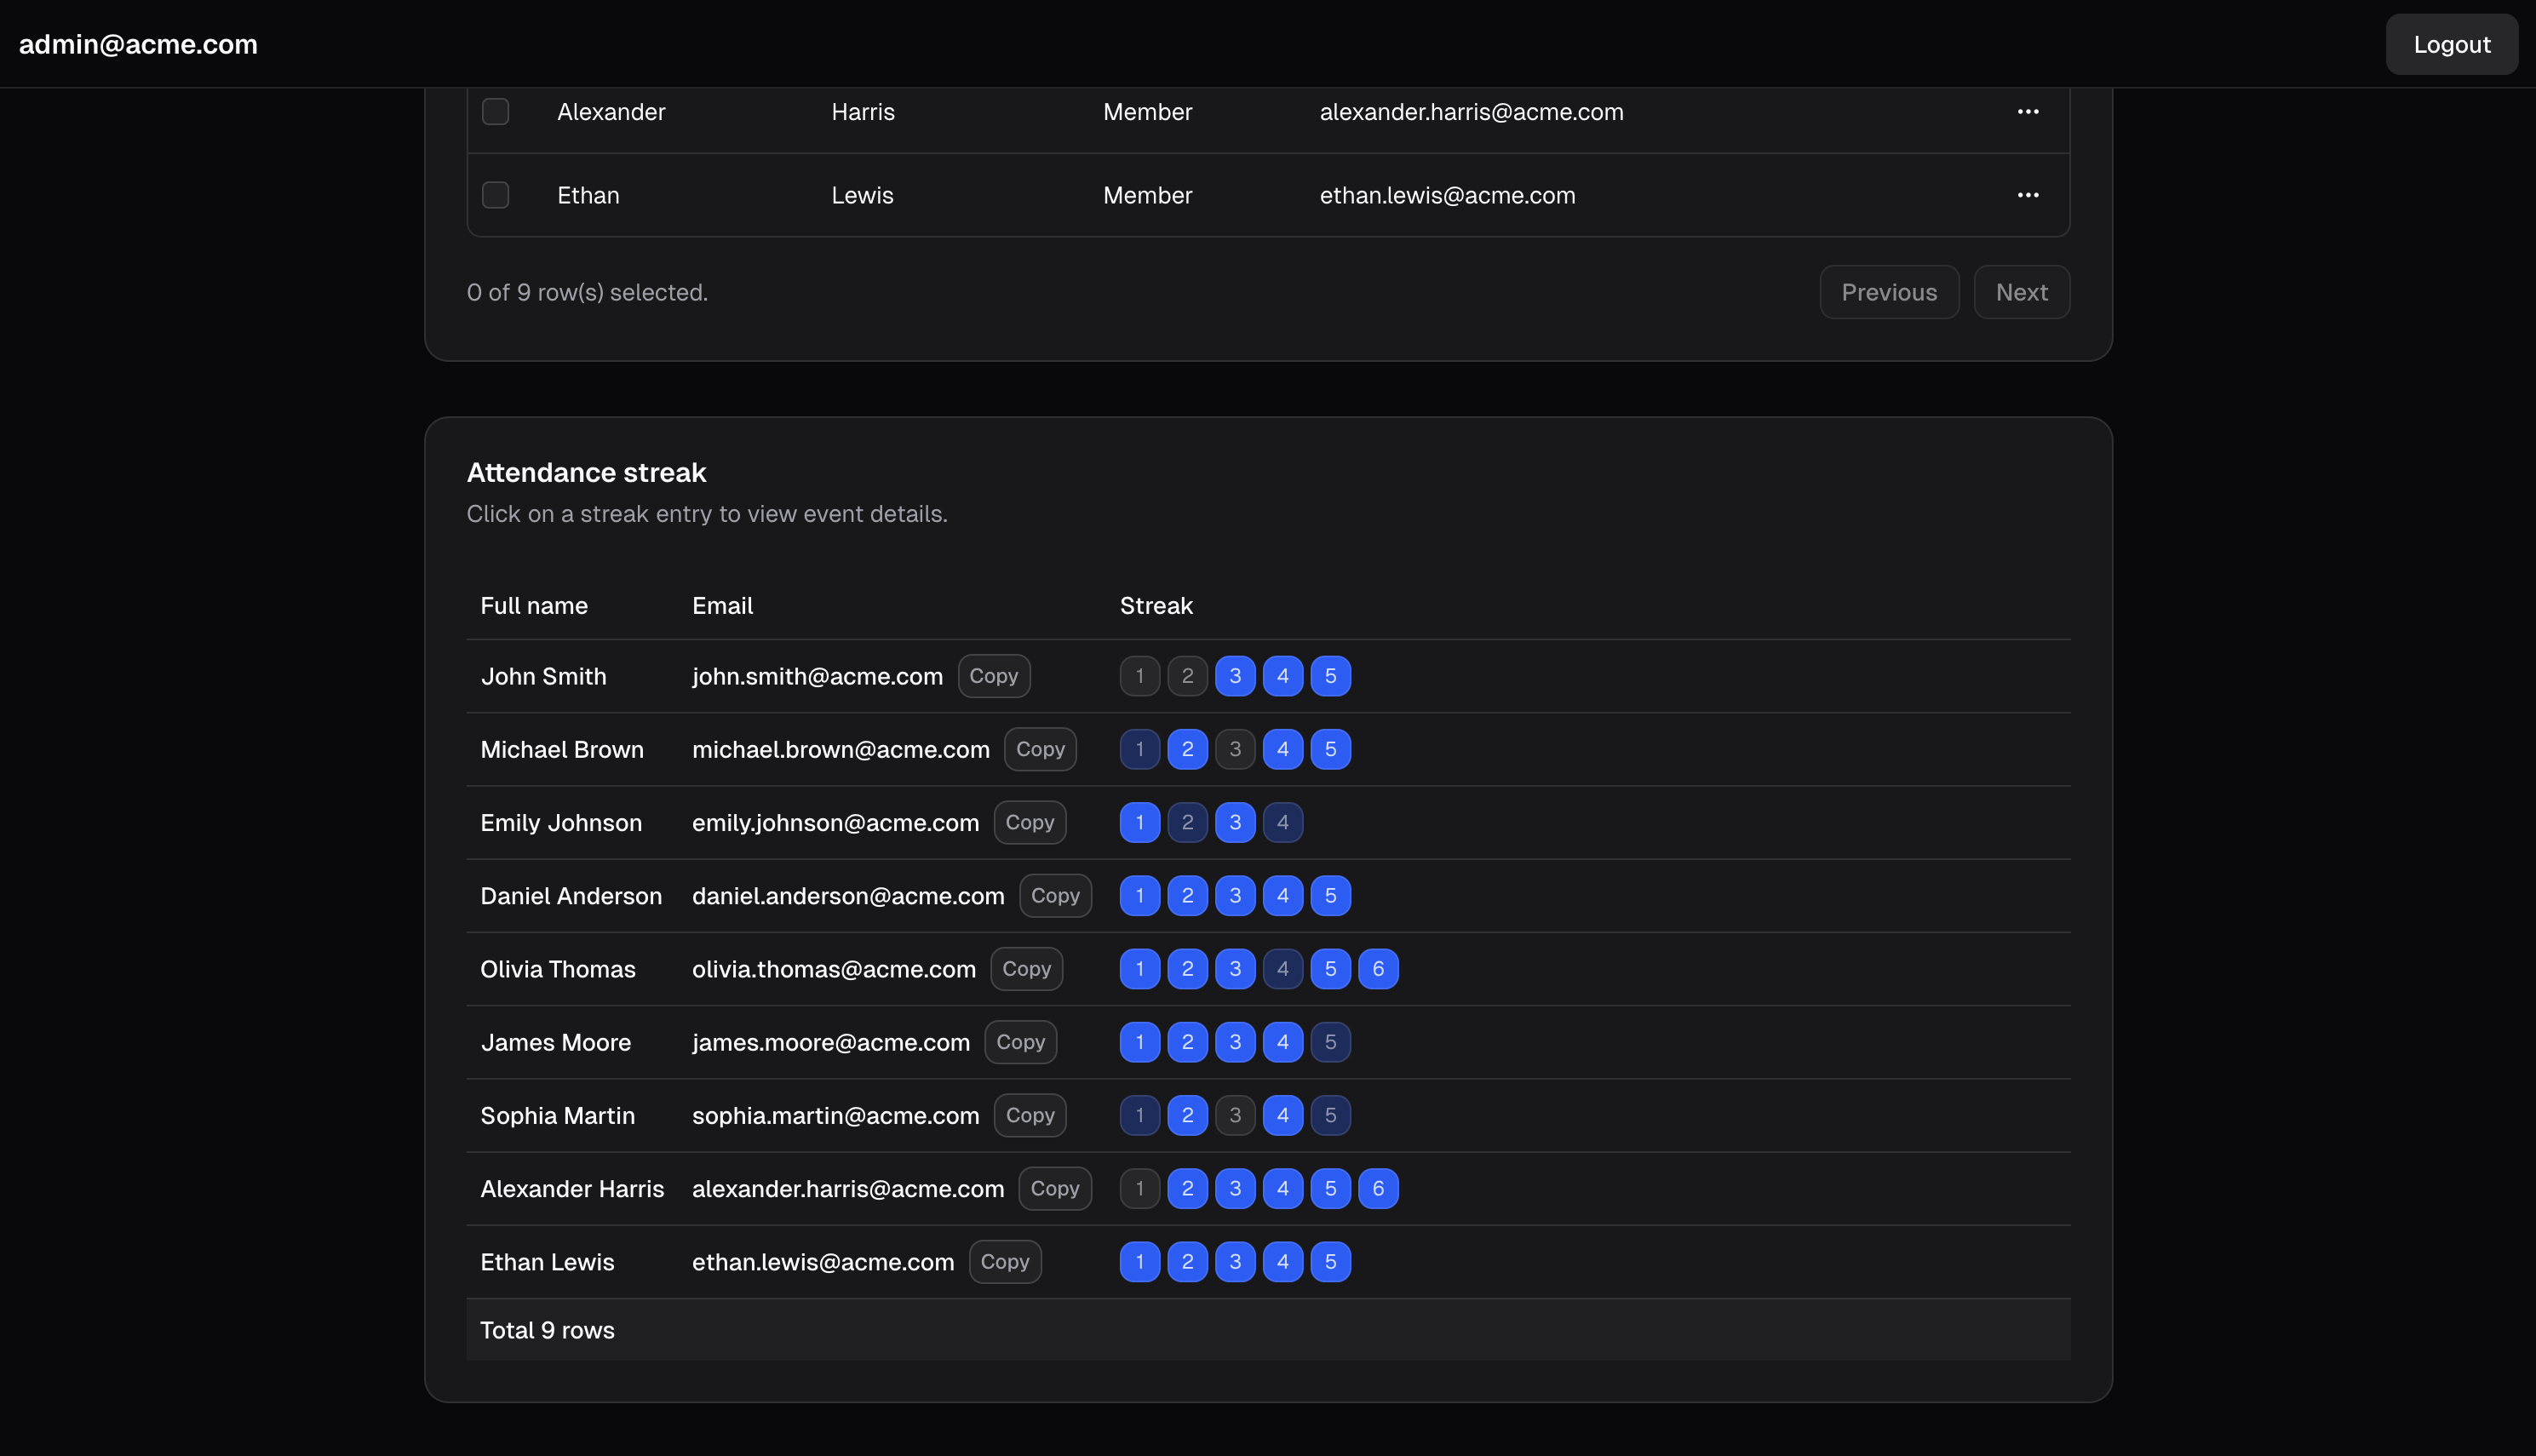 admin@acme.com Logout
Alexander Harris Member alexander.harris@acme.com ···
Ethan Lewis Member ethan.lewis@acme.com ···
0 of 9 row(s) selected. Previous Next
Attendance streak
Click on a streak entry to view event details.
Full name Email Streak
John Smith john.smith@acme.com Copy 1 2 3 4 5
Michael Brown michael.brown@acme.com Copy 1 2 3 4 5
Emily Johnson emily.johnson@acme.com Copy 1 2 3 4
Daniel Anderson daniel.anderson@acme.com Copy 1 2 3 4 5
Olivia Thomas olivia.thomas@acme.com Copy 1 2 3 4 5 6
James Moore james.moore@acme.com Copy 1 2 3 4 5
Sophia Martin sophia.martin@acme.com Copy 1 2 3 4 5
Alexander Harris alexander.harris@acme.com Copy 1 2 3 4 5 6
Ethan Lewis ethan.lewis@acme.com Copy 1 2 3 4 5
Total 9 rows